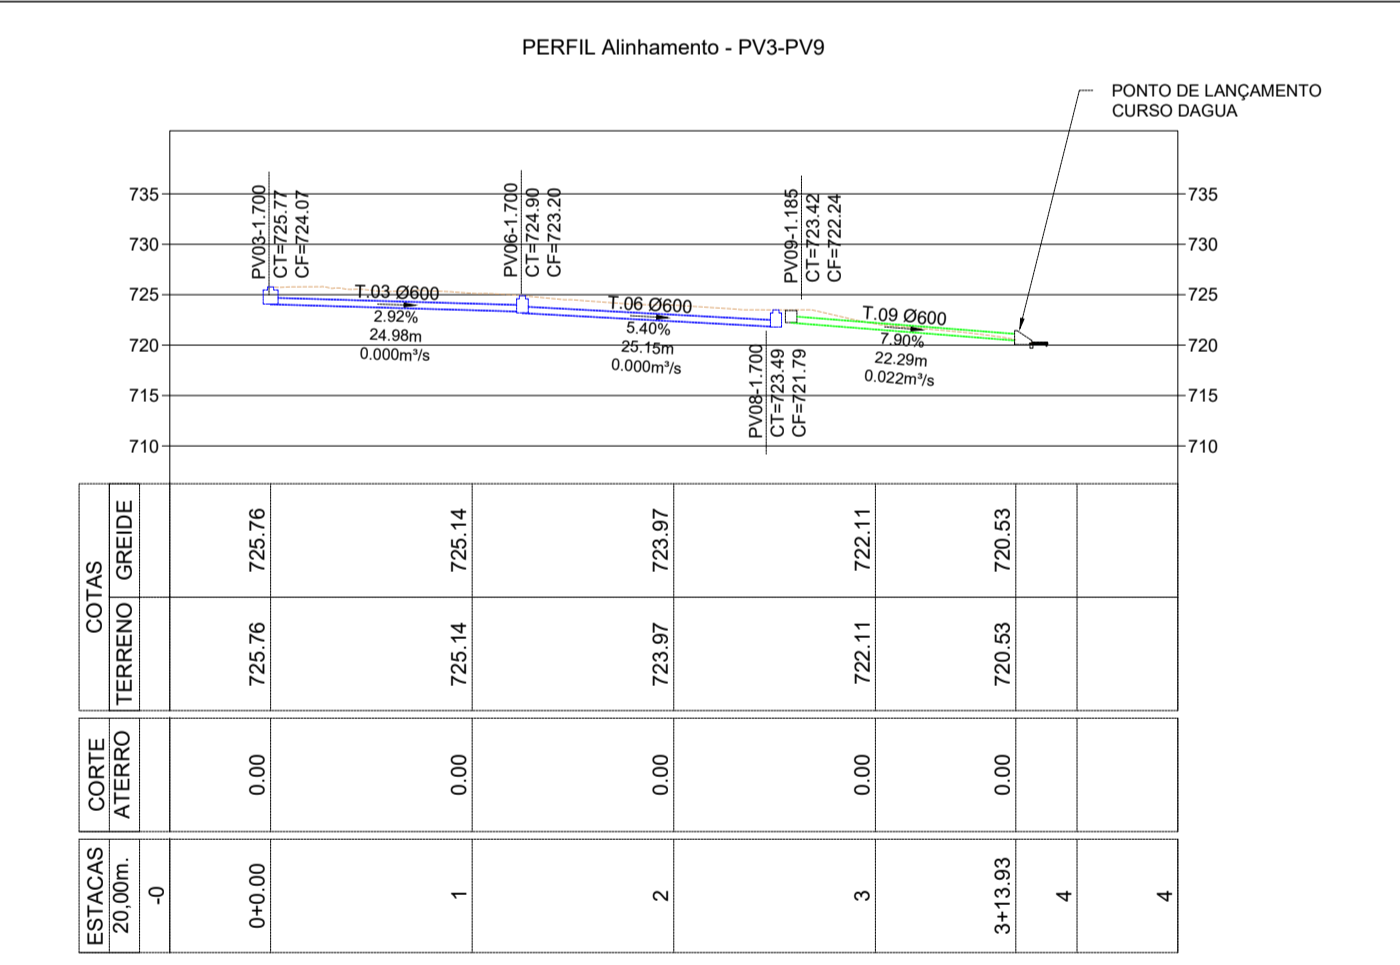 PERFIL Alinhamento - PV3-PV9
PONTO DE LANÇAMENTO
CURSO DAGUA
735
730
725
720
715
710
735
730
725
720
715
710
PV03-1.700
CT=725.77
CF=724.07
PV06-1.700
CT=724.90
CF=723.20
PV09-1.185
CT=723.42
CF=722.24
PV08-1.700
CT=723.49
CF=721.79
T.03 Ø600
2.92%
24.98m
0.000m³/s
T.06 Ø600
5.40%
25.15m
0.000m³/s
T.09 Ø600
7.90%
22.29m
0.022m³/s
COTAS
GREIDE
725.76
725.14
723.97
722.11
720.53
TERRENO
725.76
725.14
723.97
722.11
720.53
CORTE
ATERRO
0.00
0.00
0.00
0.00
0.00
ESTACAS
20,00m.
-0
0+0.00
1
2
3
3+13.93
4
4